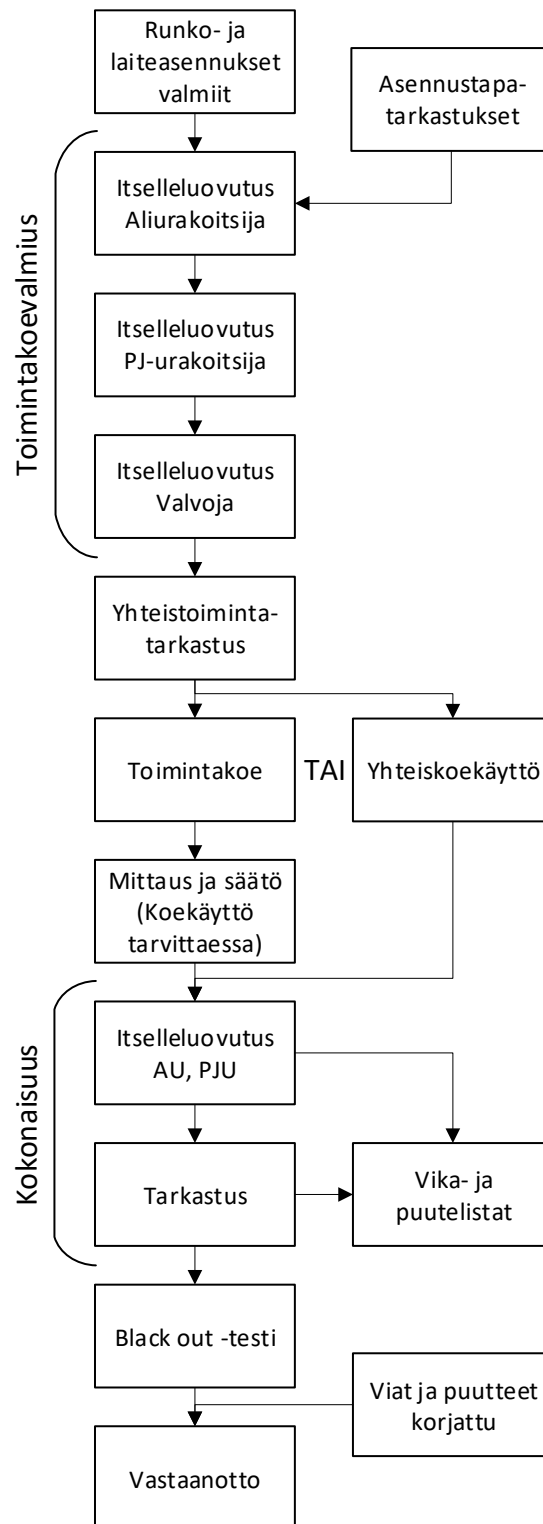 Runko- ja
laiteasennukset
valmiit
Asennustapa-
tarkastukset
Toimintakoevalmius
Itselleluovutus
Aliurakoitsija
Itselleluovutus
PJ-urakoitsija
Itselleluovutus
Valvoja
Yhteistoiminta-
tarkastus
Toimintakoe
TAI
Yhteiskoekäyttö
Mittaus ja säätö
(Koekäyttö
tarvittaessa)
Kokonaisuus
Itselleluovutus
AU, PJU
Tarkastus
Vika- ja
puutelistat
Black out -testi
Viat ja puutteet
korjattu
Vastaanotto